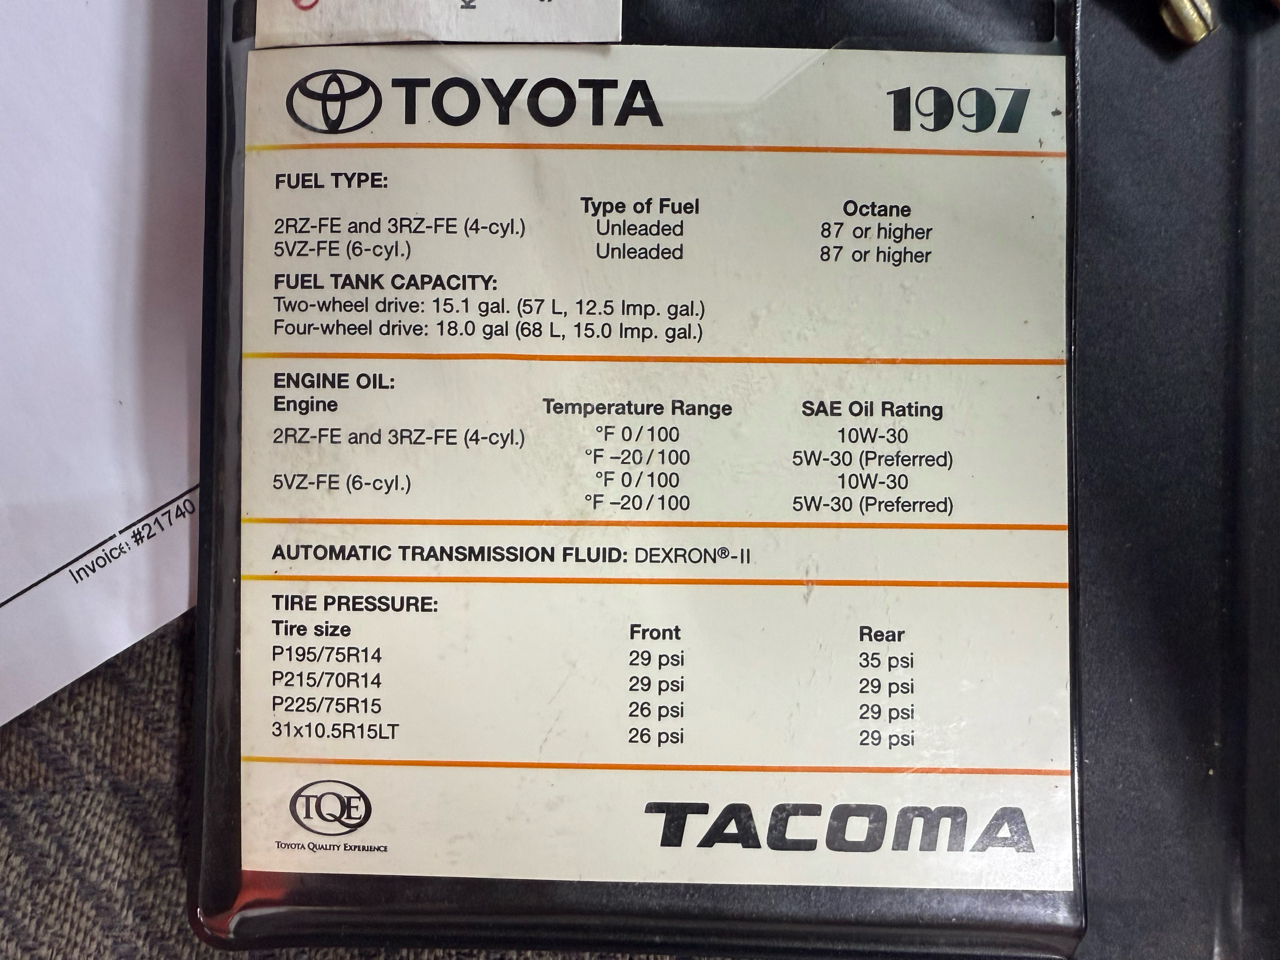 TOYOTA 1997
FUEL TYPE:
Type of Fuel Octane
2RZ-FE and 3RZ-FE (4-cyl.) Unleaded 87 or higher
5VZ-FE (6-cyl.) Unleaded 87 or higher
FUEL TANK CAPACITY:
Two-wheel drive: 15.1 gal. (57 L, 12.5 Imp. gal.)
Four-wheel drive: 18.0 gal (68 L, 15.0 Imp. gal.)
ENGINE OIL:
Engine Temperature Range SAE Oil Rating
2RZ-FE and 3RZ-FE (4-cyl.) °F 0/100 10W-30
°F –20/100 5W-30 (Preferred)
5VZ-FE (6-cyl.) °F 0/100 10W-30
°F –20/100 5W-30 (Preferred)
AUTOMATIC TRANSMISSION FLUID: DEXRON®-II
TIRE PRESSURE:
Tire size Front Rear
P195/75R14 29 psi 35 psi
P215/70R14 29 psi 29 psi
P225/75R15 26 psi 29 psi
31x10.5R15LT 26 psi 29 psi
TQE
TOYOTA QUALITY EXPERIENCE
TACOMA
Invoice: #21740